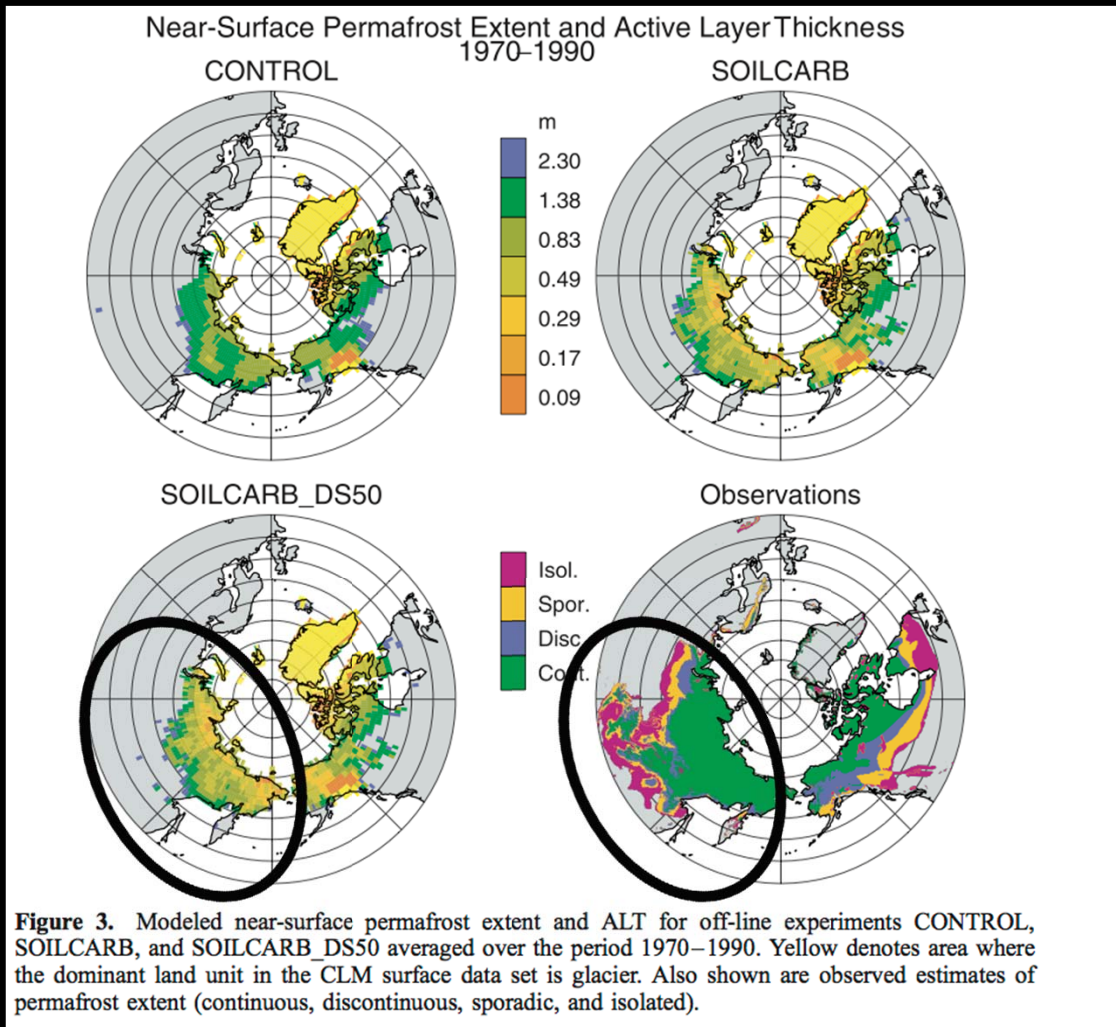 Near-Surface Permafrost Extent and Active Layer Thickness
1970–1990
CONTROL
SOILCARB
m
2.30
1.38
0.83
0.49
0.29
0.17
0.09
SOILCARB_DS50
Observations
Isol.
Spor.
Disc.
Cont.
Figure 3. Modeled near-surface permafrost extent and ALT for off-line experiments CONTROL,
SOILCARB, and SOILCARB_DS50 averaged over the period 1970–1990. Yellow denotes area where
the dominant land unit in the CLM surface data set is glacier. Also shown are observed estimates of
permafrost extent (continuous, discontinuous, sporadic, and isolated).